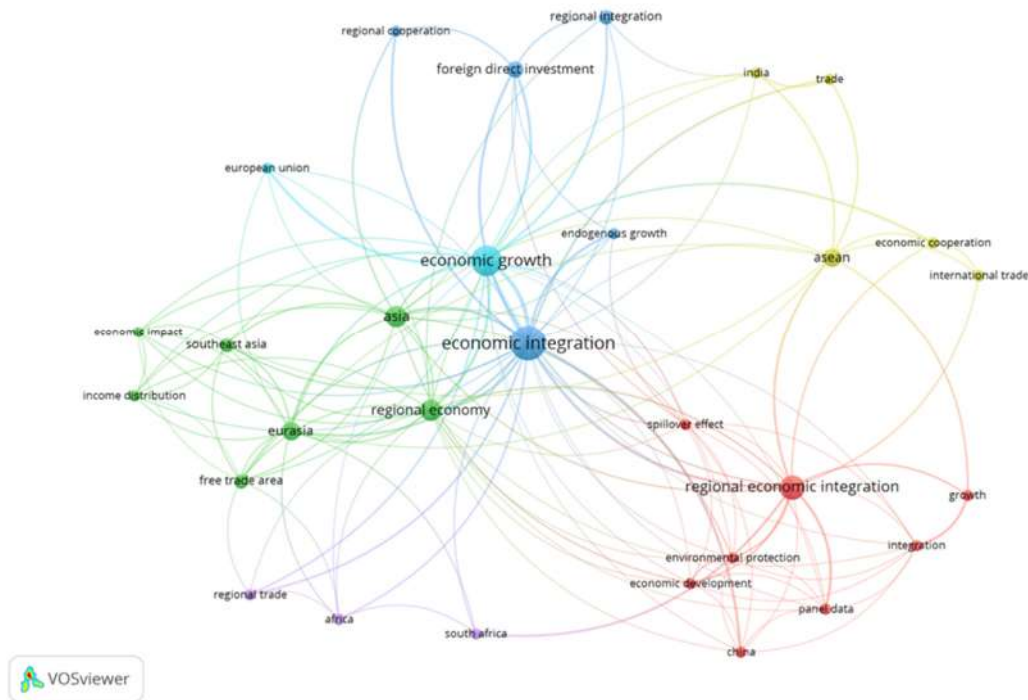 regional integration
regional cooperation
foreign direct investment
india
trade
european union
endogenous growth
economic cooperation
economic growth
asean
international trade
asia
economic impact
southeast asia
economic integration
income distribution
regional economy
spillover effect
eurasia
free trade area
regional economic integration
growth
integration
environmental protection
economic development
regional trade
panel data
africa
south africa
china
VOSviewer